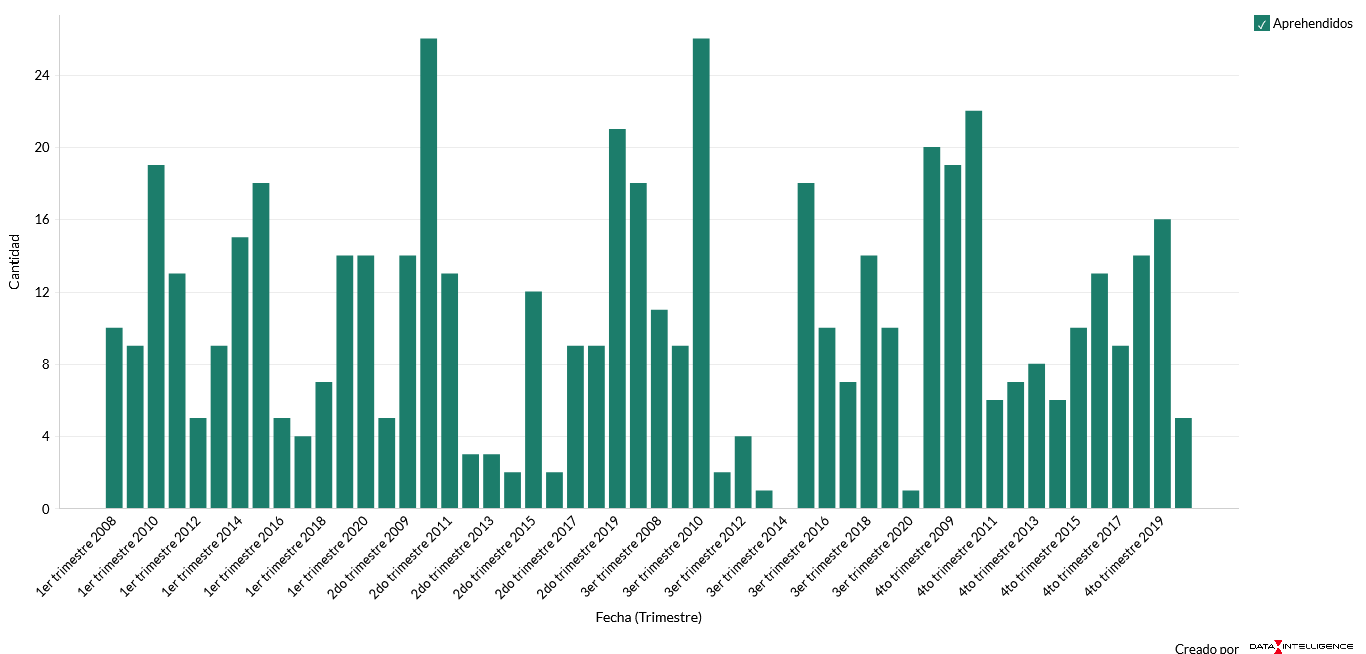 Aprehendidos
24
20
16
12
8
4
0
Cantidad
1er trimestre 2008
1er trimestre 2010
1er trimestre 2012
1er trimestre 2014
1er trimestre 2016
1er trimestre 2018
1er trimestre 2020
2do trimestre 2009
2do trimestre 2011
2do trimestre 2013
2do trimestre 2015
2do trimestre 2017
2do trimestre 2019
3er trimestre 2008
3er trimestre 2010
3er trimestre 2012
3er trimestre 2014
3er trimestre 2016
3er trimestre 2018
3er trimestre 2020
4to trimestre 2009
4to trimestre 2011
4to trimestre 2013
4to trimestre 2015
4to trimestre 2017
4to trimestre 2019
Fecha (Trimestre)
Creado por DATA INTELLIGENCE